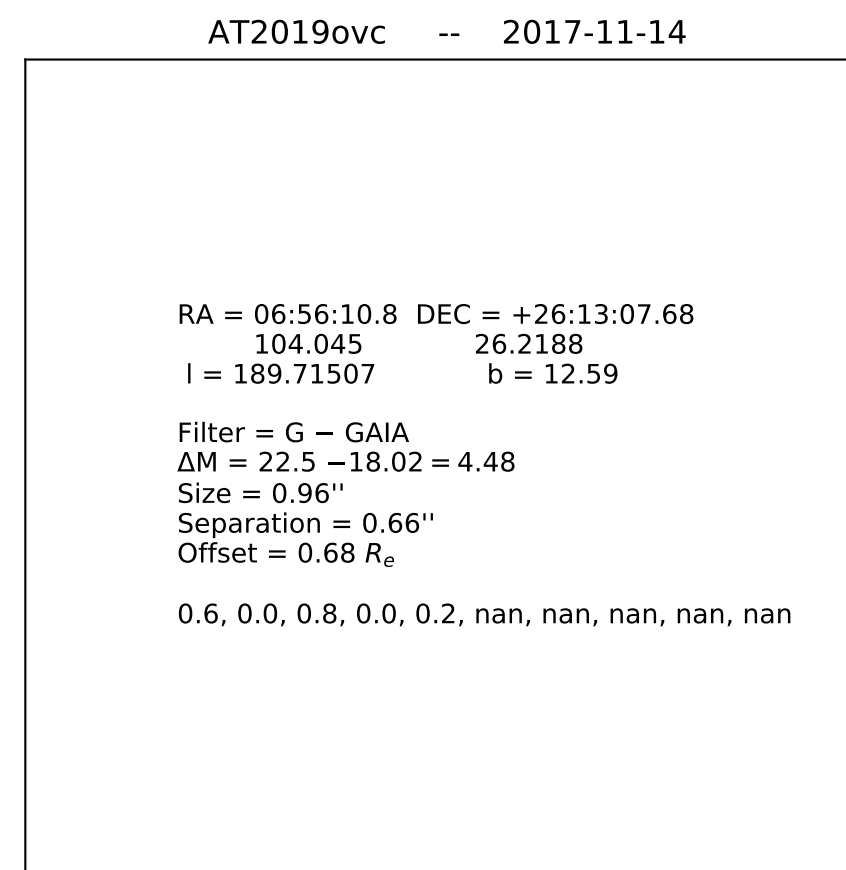 AT2019ovc -- 2017-11-14
RA = 06:56:10.8 DEC = +26:13:07.68
104.045 26.2188
l = 189.71507 b = 12.59
Filter = G − GAIA
ΔM = 22.5 −18.02 = 4.48
Size = 0.96''
Separation = 0.66''
Offset = 0.68 Re
0.6, 0.0, 0.8, 0.0, 0.2, nan, nan, nan, nan, nan